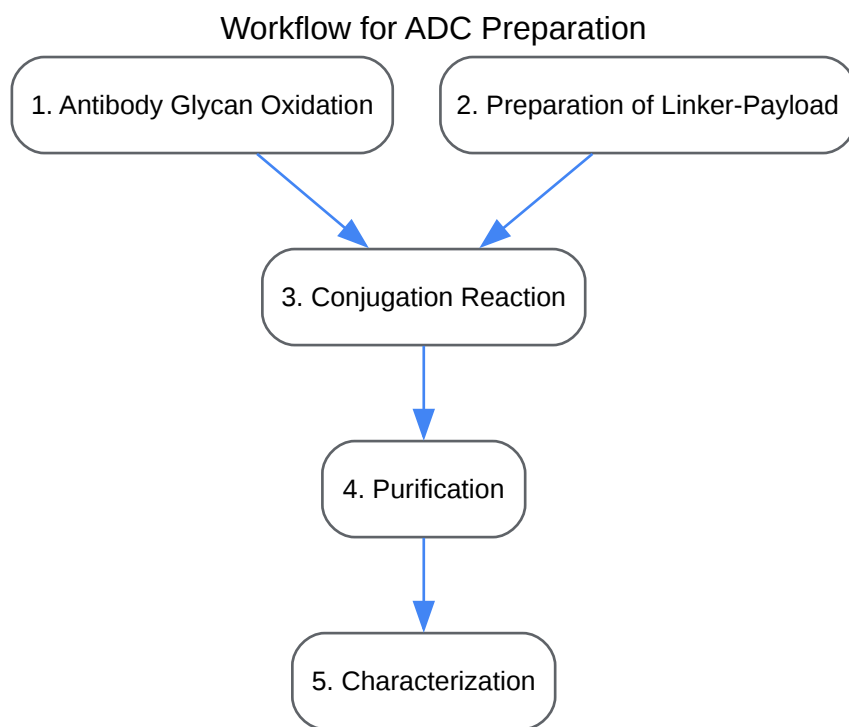 Workflow for ADC Preparation
1. Antibody Glycan Oxidation
2. Preparation of Linker-Payload
3. Conjugation Reaction
4. Purification
5. Characterization